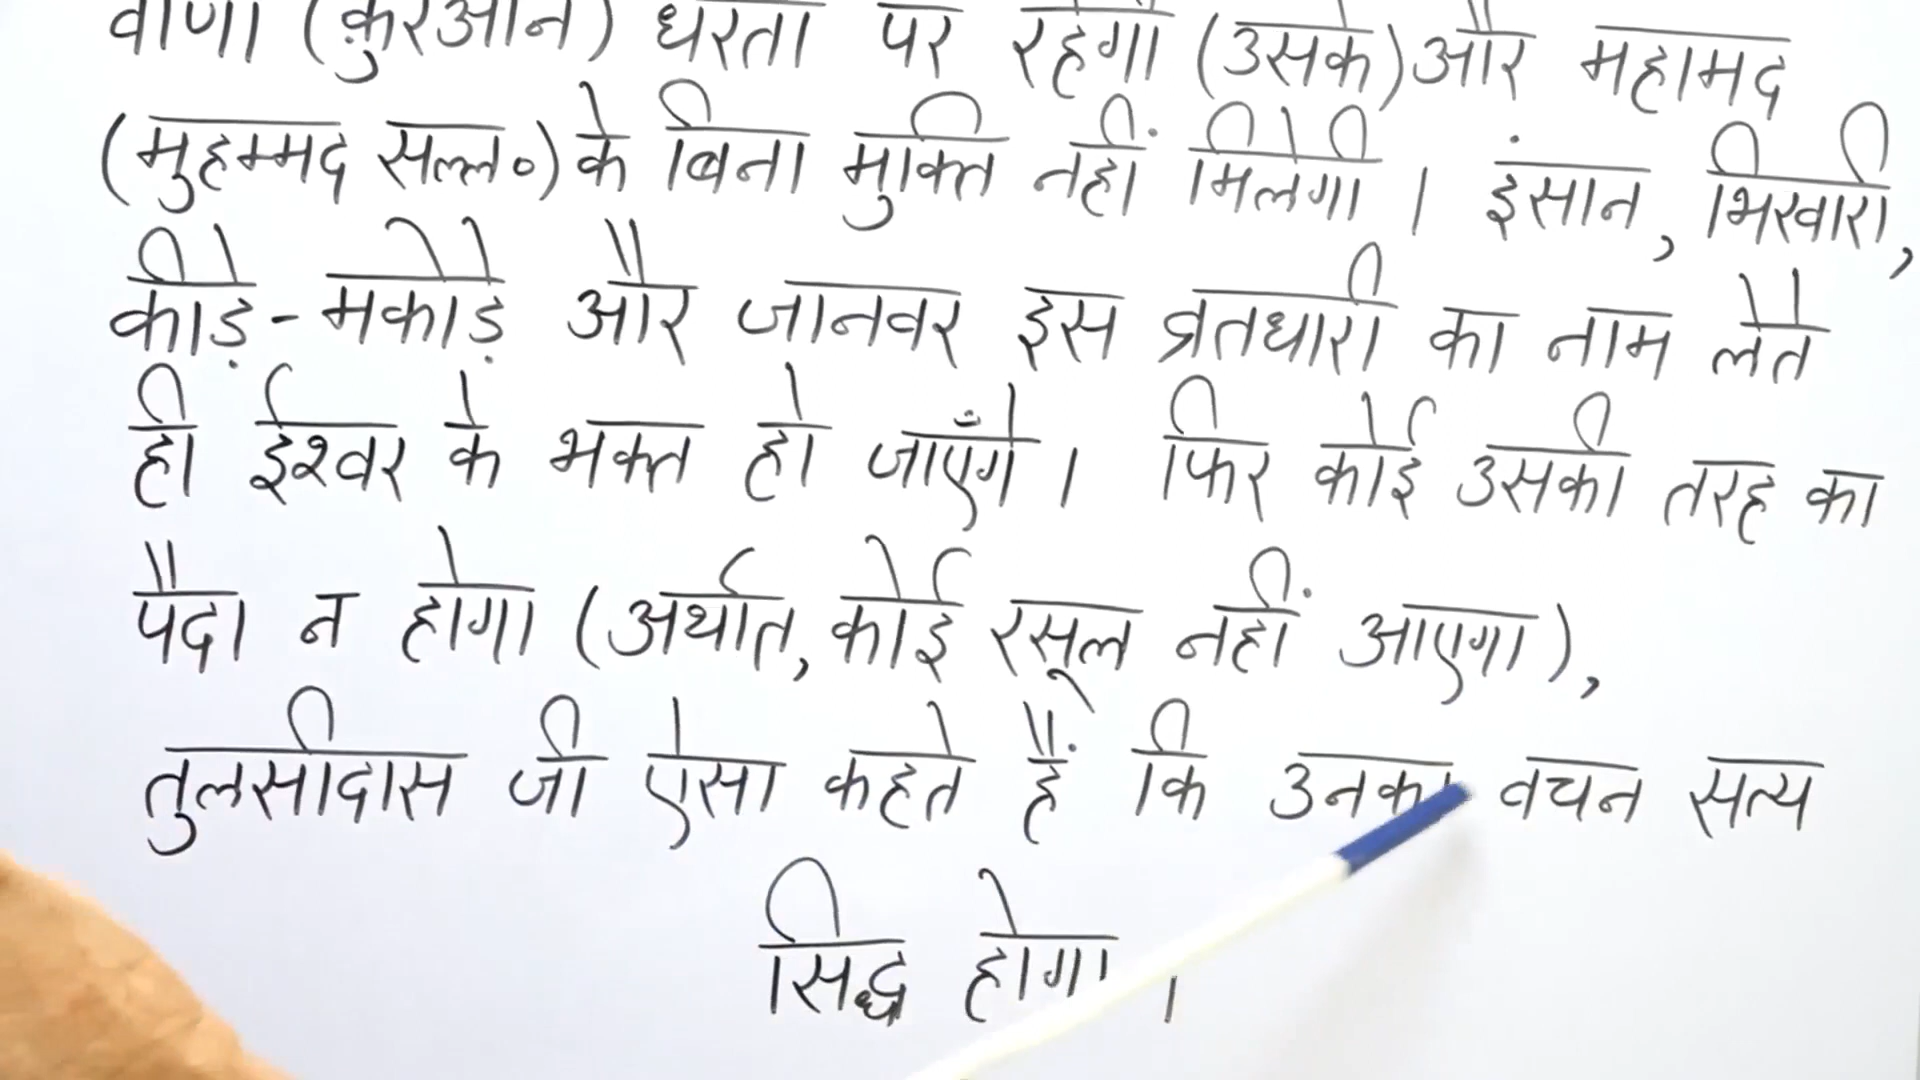 वाणी (क़ुरआन) धरती पर रहेगी (उसके) और महामद
(मुहम्मद सल्ल०) के बिना मुक्ति नहीं मिलेगी । इंसान, भिखारी,
कीड़े - मकोड़े और जानवर इस व्रतधारी का नाम लेते
ही ईश्वर के भक्त हो जाएँगे । फिर कोई उसकी तरह का
पैदा न होगा (अर्थात, कोई रसूल नहीं आएगा),
तुलसीदास जी ऐसा कहते हैं कि उनका वचन सत्य
सिद्ध होगा ।